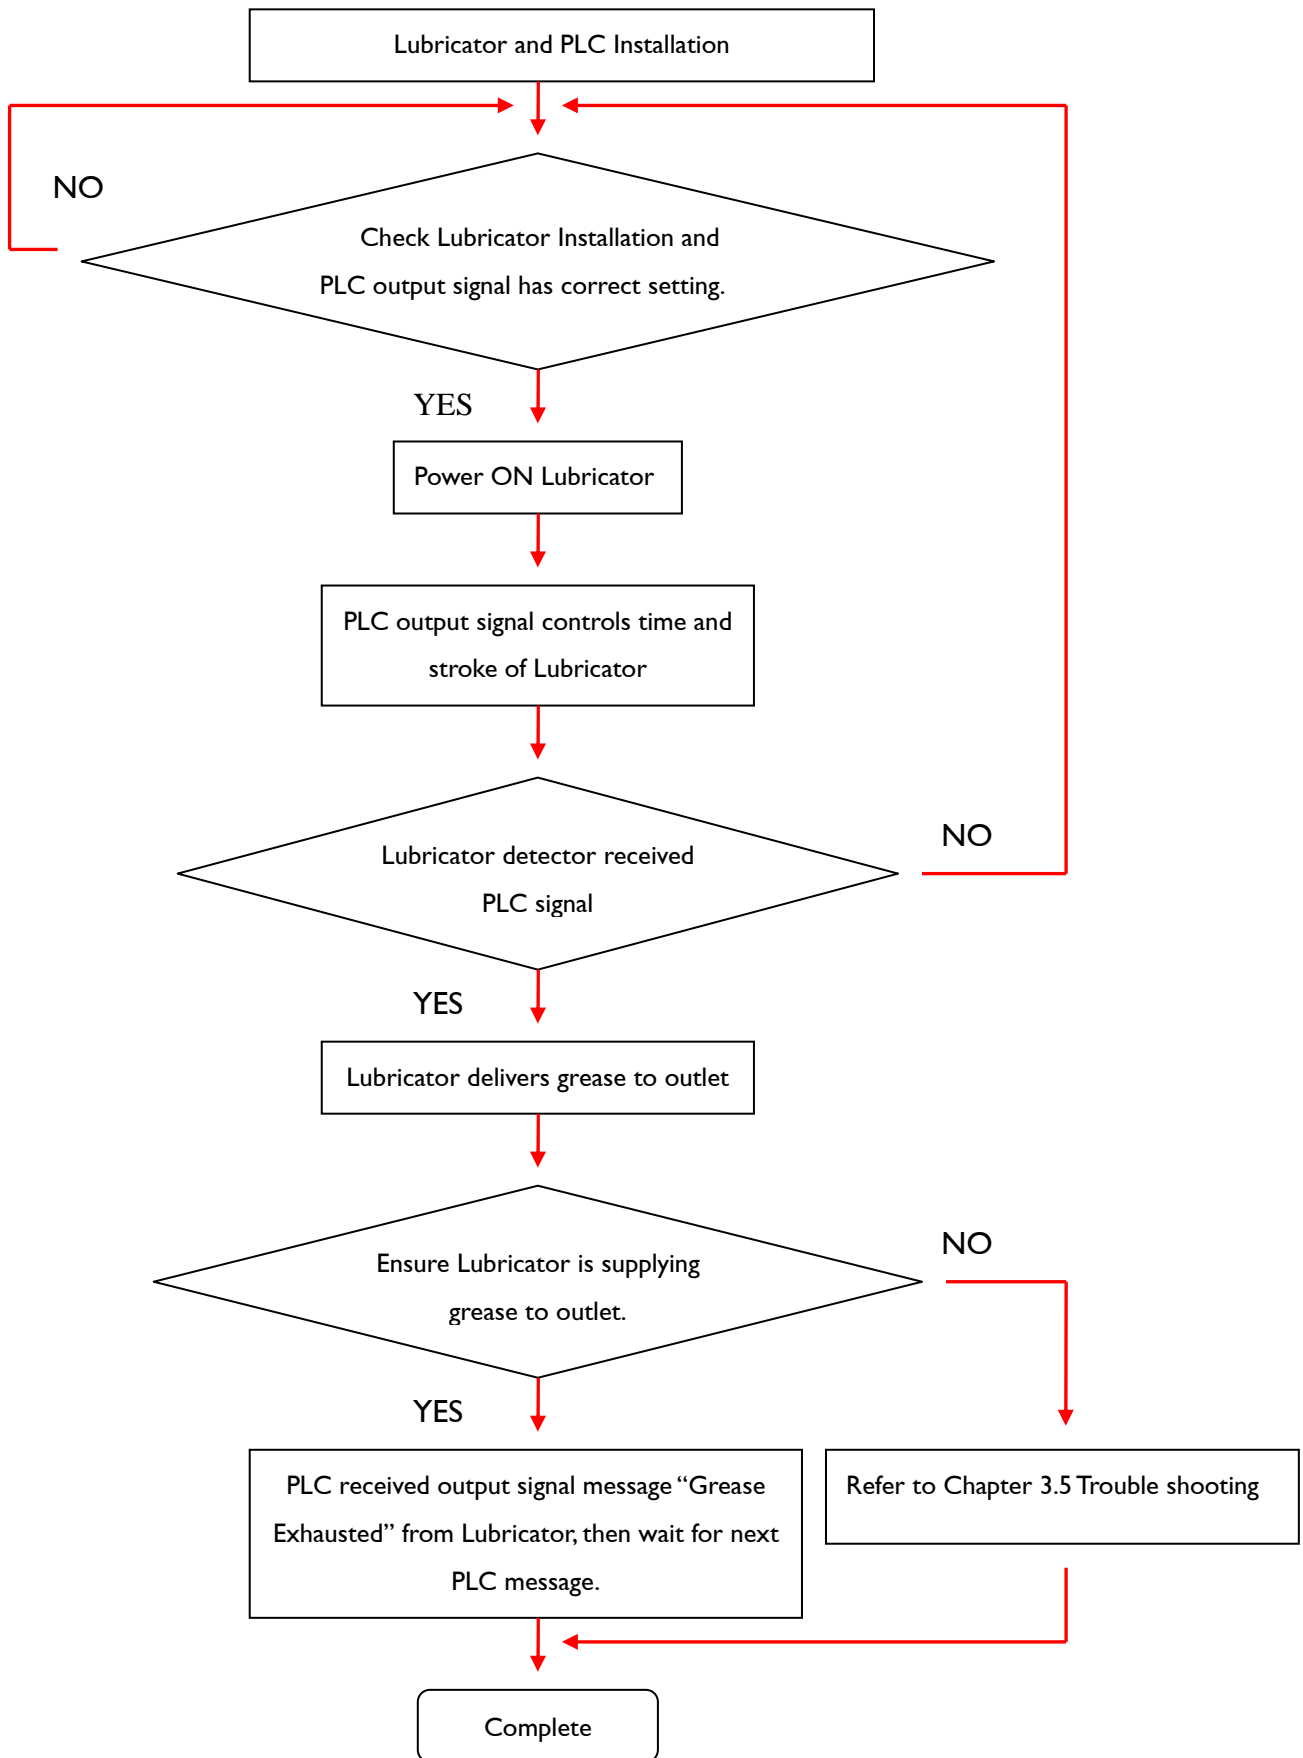 Lubricator and PLC Installation
NO
Check Lubricator Installation and
PLC output signal has correct setting.
YES
Power ON Lubricator
PLC output signal controls time and
stroke of Lubricator
NO
Lubricator detector received
PLC signal
YES
Lubricator delivers grease to outlet
NO
Ensure Lubricator is supplying
grease to outlet.
YES
PLC received output signal message “Grease
Exhausted” from Lubricator, then wait for next
PLC message.
Refer to Chapter 3.5 Trouble shooting
Complete